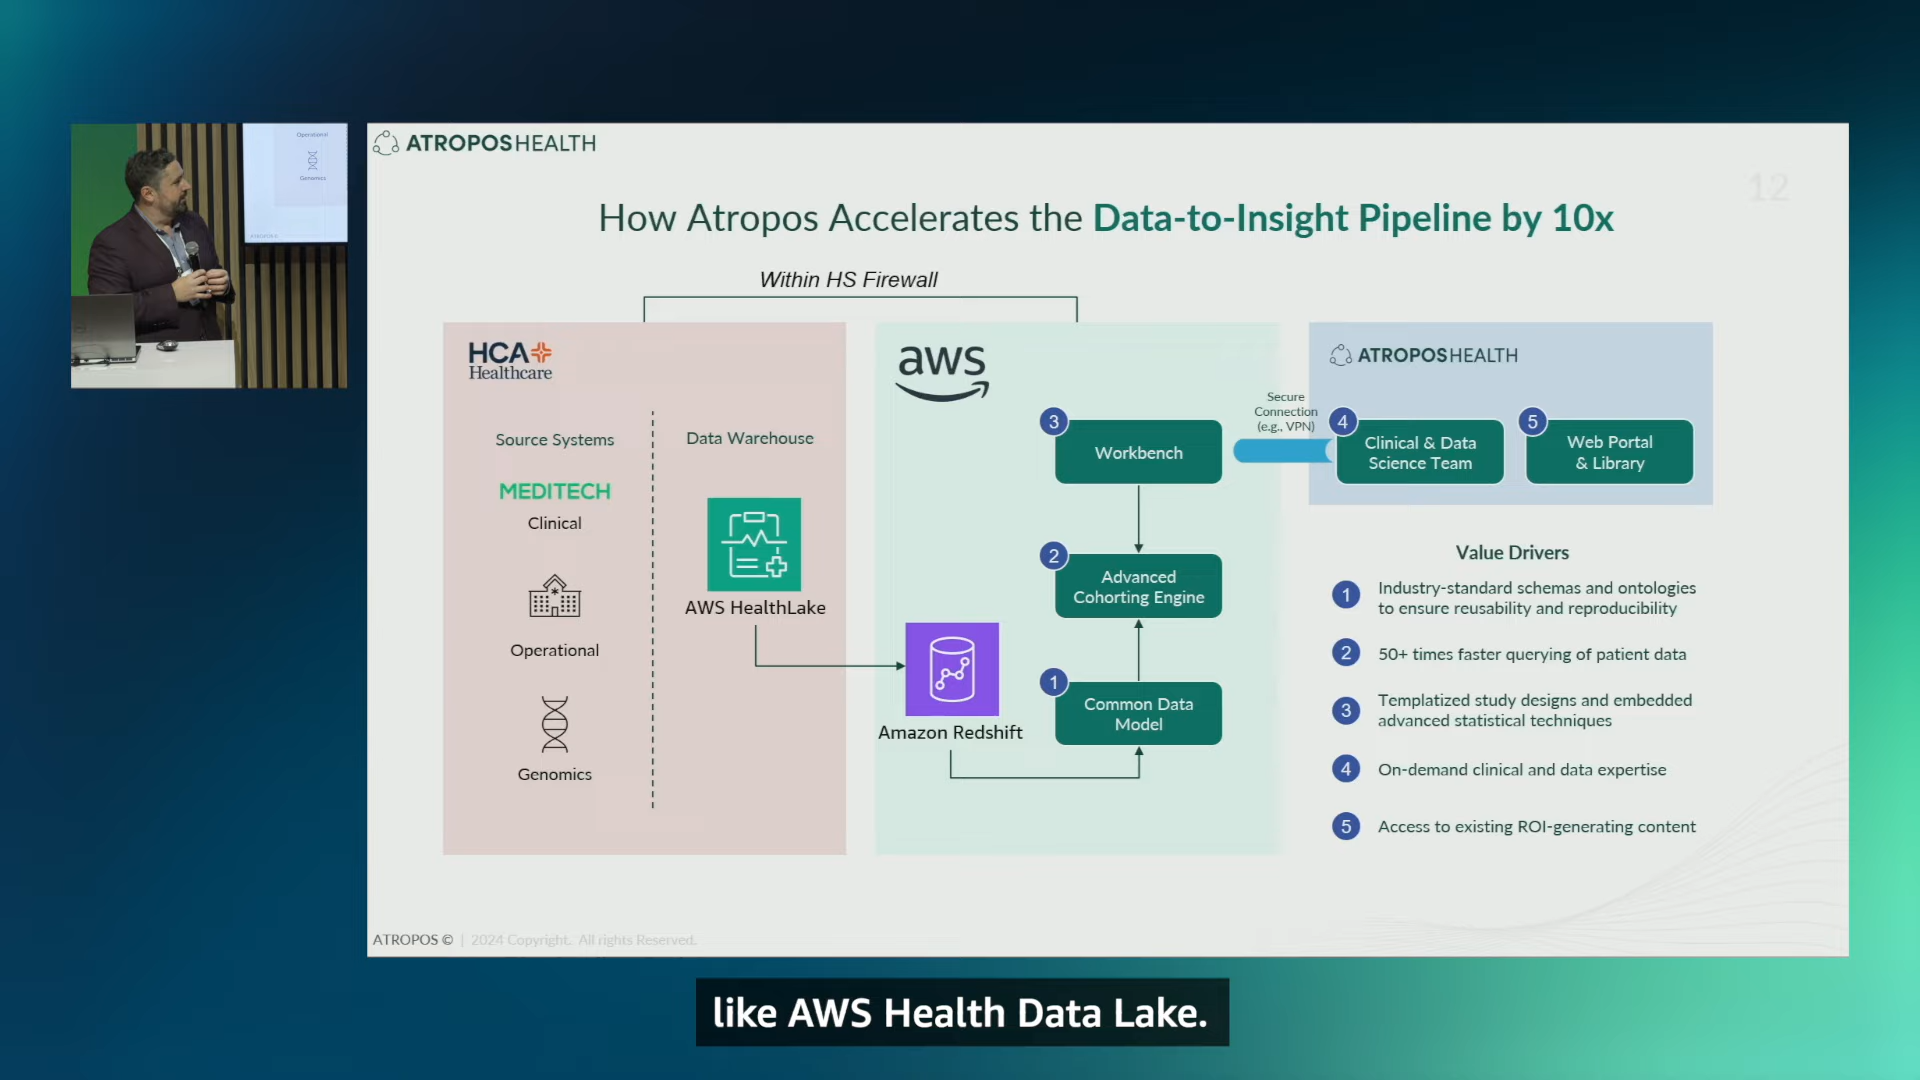 ATROPOSHEALTH
12
How Atropos Accelerates the Data-to-Insight Pipeline by 10x
Within HS Firewall
HCA
Healthcare
Source Systems
MEDITECH
Clinical
Operational
Genomics
Data Warehouse
AWS HealthLake
aws
Amazon Redshift
3
Workbench
2
Advanced
Cohorting Engine
1
Common Data
Model
Secure
Connection
(e.g., VPN)
ATROPOSHEALTH
4
Clinical & Data
Science Team
5
Web Portal
& Library
Value Drivers
1
Industry-standard schemas and ontologies
to ensure reusability and reproducibility
2
50+ times faster querying of patient data
3
Templatized study designs and embedded
advanced statistical techniques
4
On-demand clinical and data expertise
5
Access to existing ROI-generating content
ATROPOS © | 2024 Copyright. All rights Reserved.
Operational
Genomics
like AWS Health Data Lake.